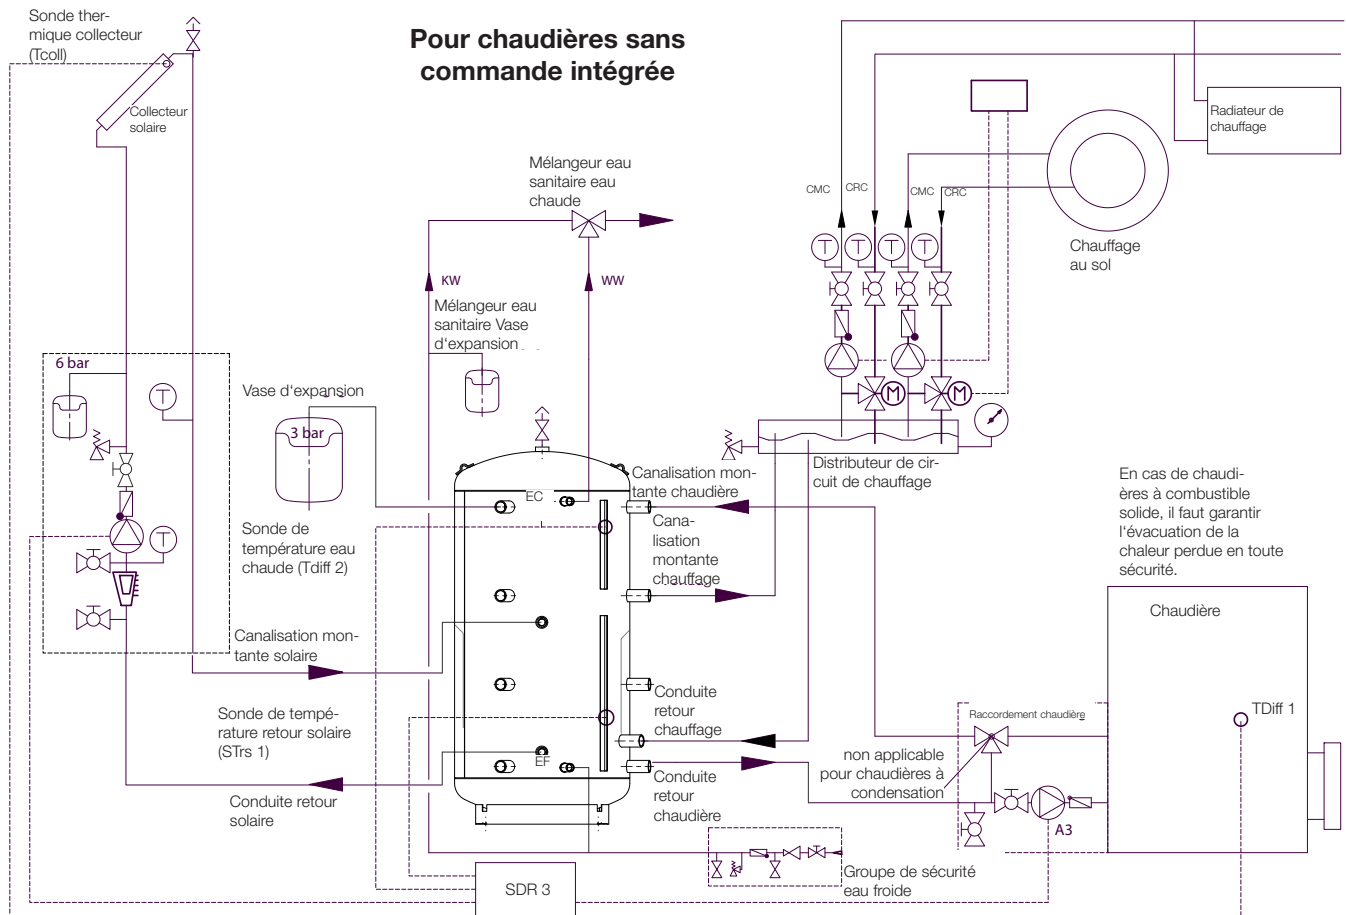 Sonde ther-
mique collecteur
(Tcoll)
Pour chaudières sans
commande intégrée
Collecteur
solaire
Radiateur de
chauffage
Mélangeur eau
sanitaire eau
chaude
CMC
CRC
CMC
CRC
T
T
T
T
Chauffage
au sol
KW
WW
Mélangeur eau
sanitaire Vase
d'expansion
6 bar
T
Vase d'expansion
3 bar
M
M
Distributeur de cir-
cuit de chauffage
Canalisation mon-
tante chaudière
EC
Cana-
lisation
montante
chauffage
En cas de chaudi-
ères à combustible
solide, il faut garantir
l'évacuation de la
chaleur perdue en toute
sécurité.
Sonde de
température eau
chaude (Tdiff 2)
T
Chaudière
Canalisation mon-
tante solaire
Sonde de tempé-
rature retour solaire
(STrs 1)
Conduite
retour
chauffage
Raccordement chaudière
TDiff 1
non applicable
pour chaudières à
condensation
EF
Conduite
retour
chaudière
Conduite retour
solaire
A3
Groupe de sécurité
eau froide
SDR 3